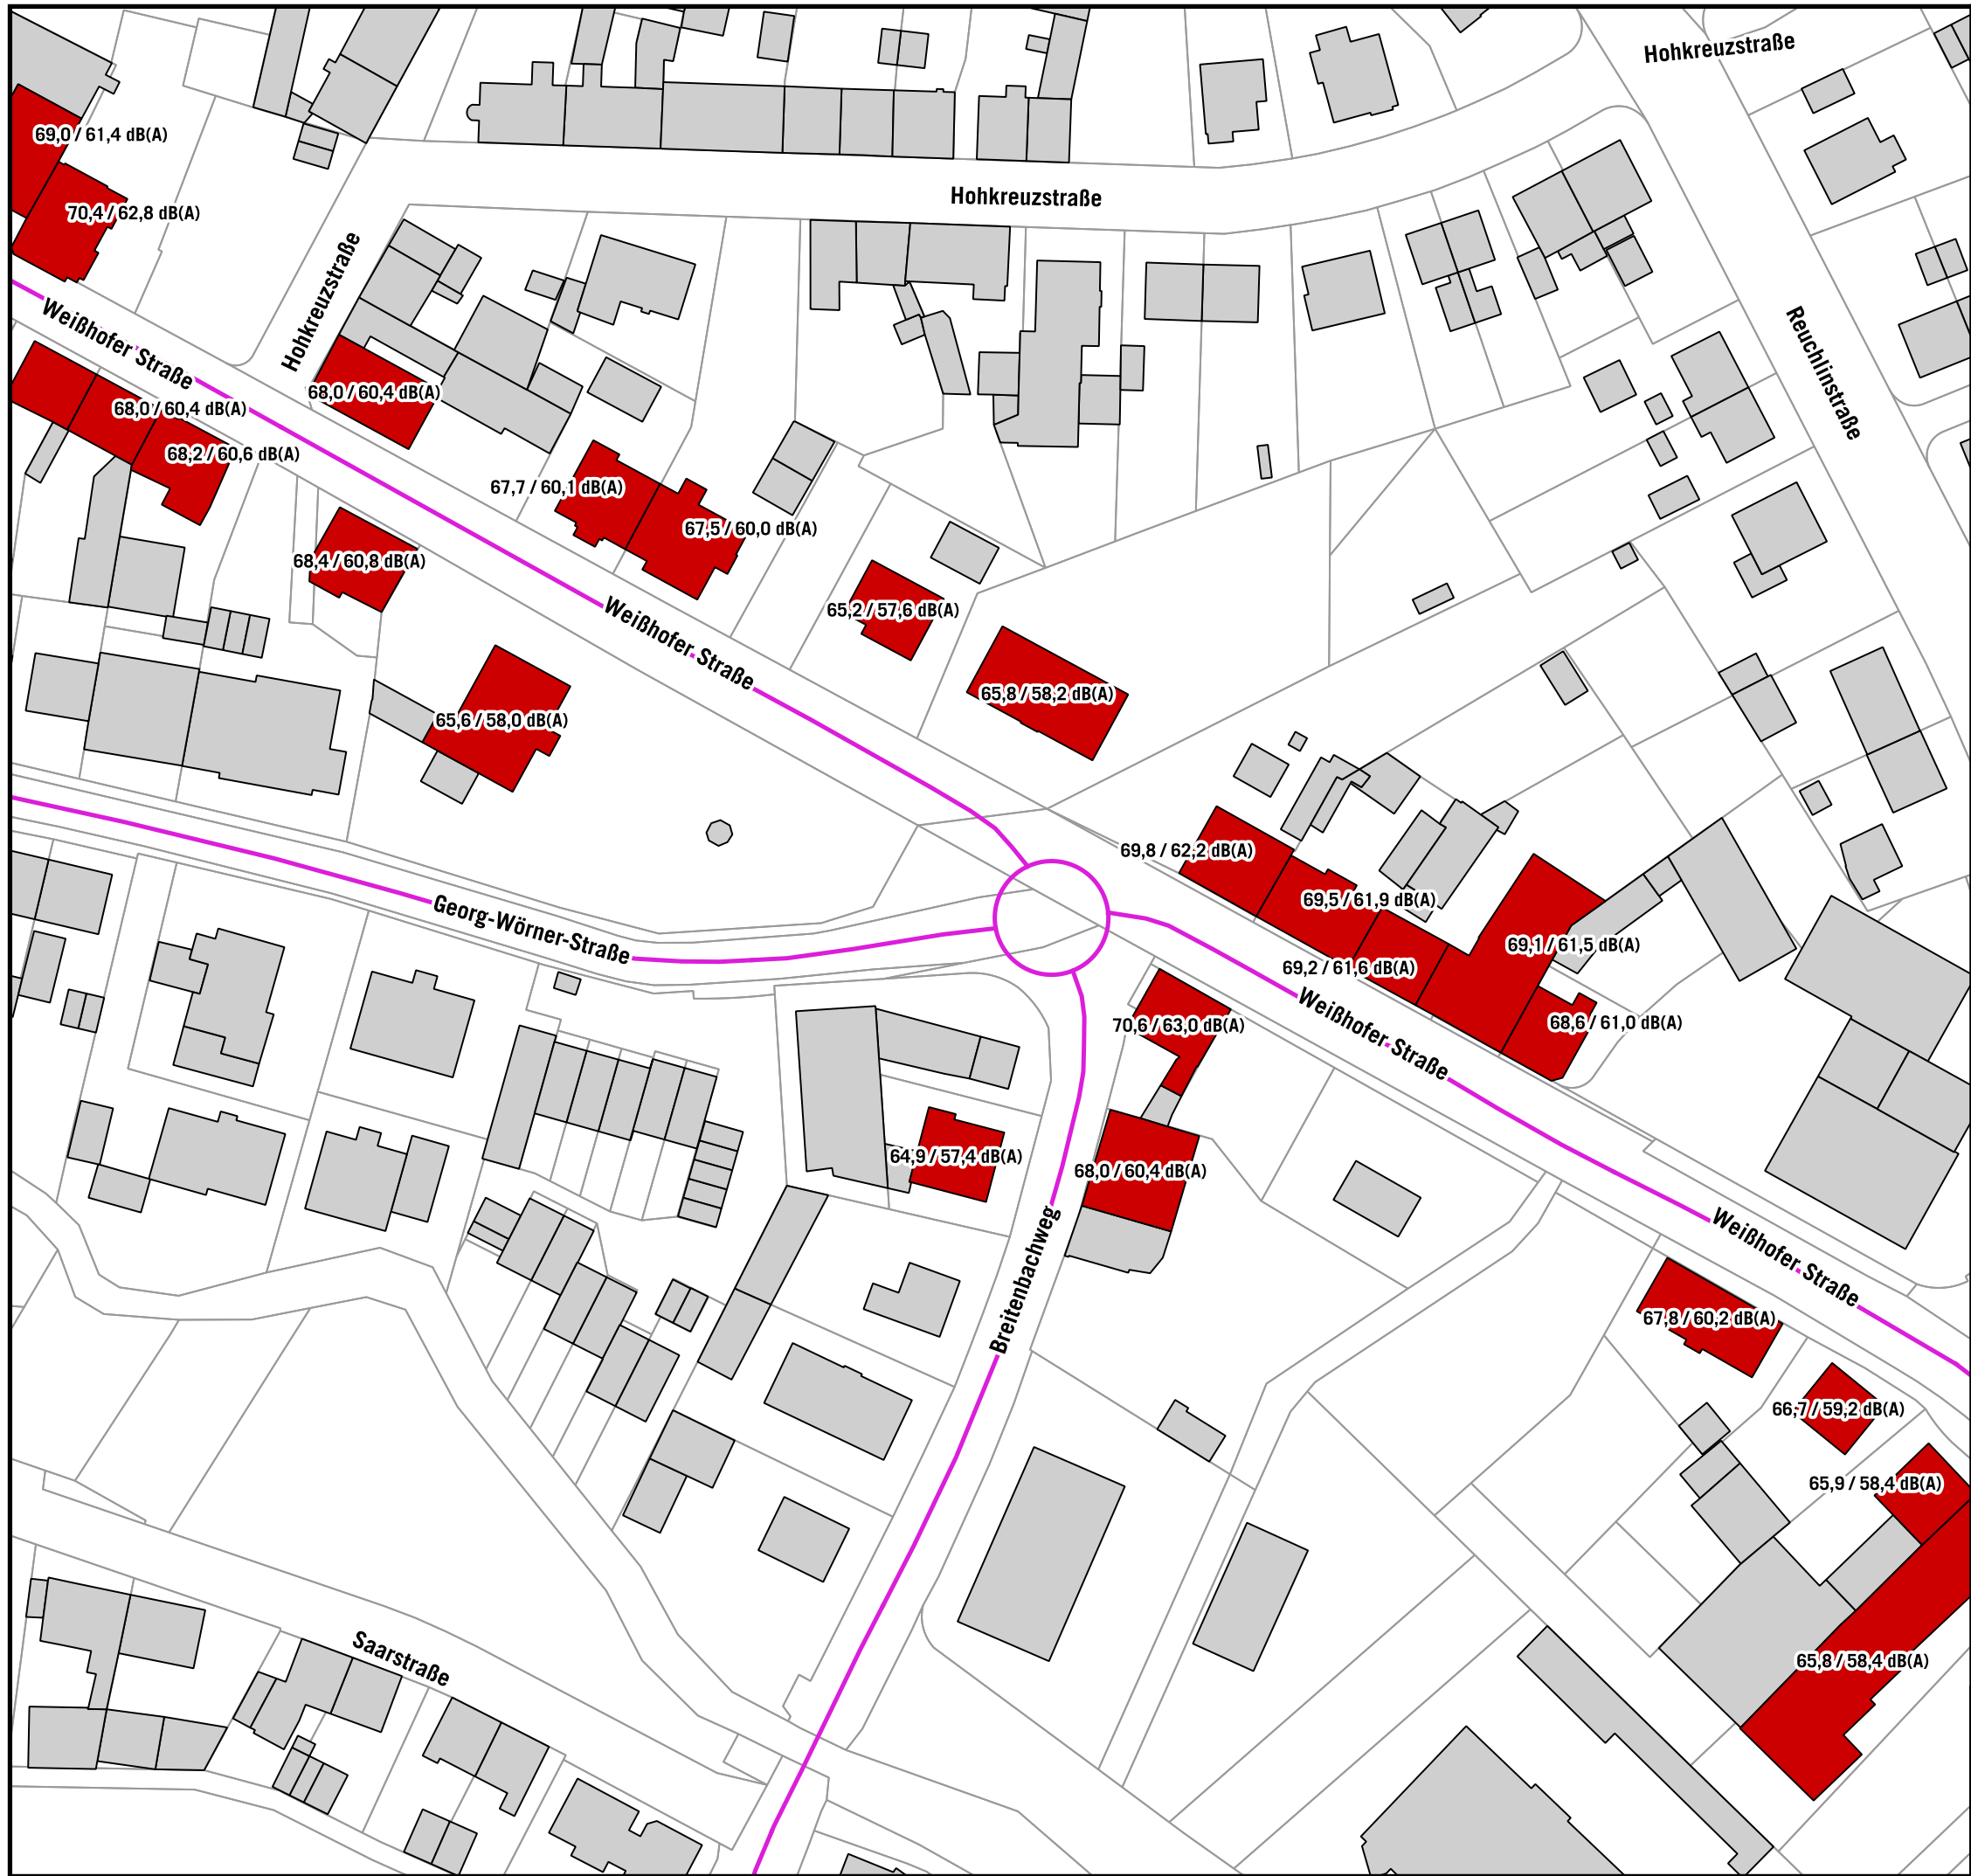 Hohkreuzstraße
69,0 / 61,4 dB(A)
Hohkreuzstraße
70,4 / 62,8 dB(A)
Hohkreuzstraße
Weißhofer Straße
Reuchlinstraße
68,0 / 60,4 dB(A)
68,0 / 60,4 dB(A)
68,2 / 60,6 dB(A)
67,7 / 60,1 dB(A)
67,5 / 60,0 dB(A)
68,4 / 60,8 dB(A)
65,2 / 57,6 dB(A)
Weißhofer Straße
65,8 / 58,2 dB(A)
65,6 / 58,0 dB(A)
69,8 / 62,2 dB(A)
69,5 / 61,9 dB(A)
Georg-Wörner-Straße
69,1 / 61,5 dB(A)
69,2 / 61,6 dB(A)
70,6 / 63,0 dB(A)
68,6 / 61,0 dB(A)
Weißhofer Straße
64,9 / 57,4 dB(A)
68,0 / 60,4 dB(A)
Weißhofer Straße
Breitenbachweg
67,8 / 60,2 dB(A)
66,7 / 59,2 dB(A)
65,9 / 58,4 dB(A)
Saarstraße
65,8 / 58,4 dB(A)